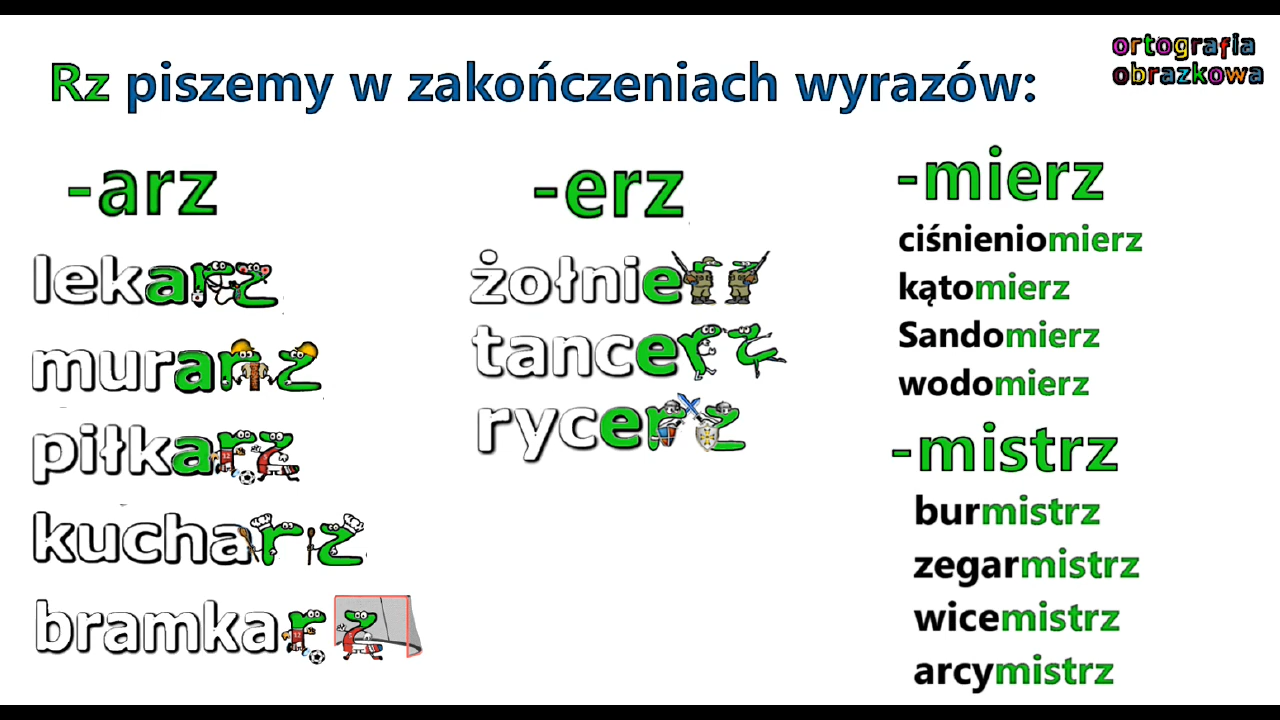 ortografia
obrazkowa
Rz piszemy w zakończeniach wyrazów:
-arz
lekarz
murarz
piłkarz
kucharz
bramkarz
-erz
żołnierz
tancerz
rycerz
-mierz
ciśnieniomierz
kątomierz
Sandomierz
wodomierz
-mistrz
burmistrz
zegarmistrz
wicemistrz
arcymistrz